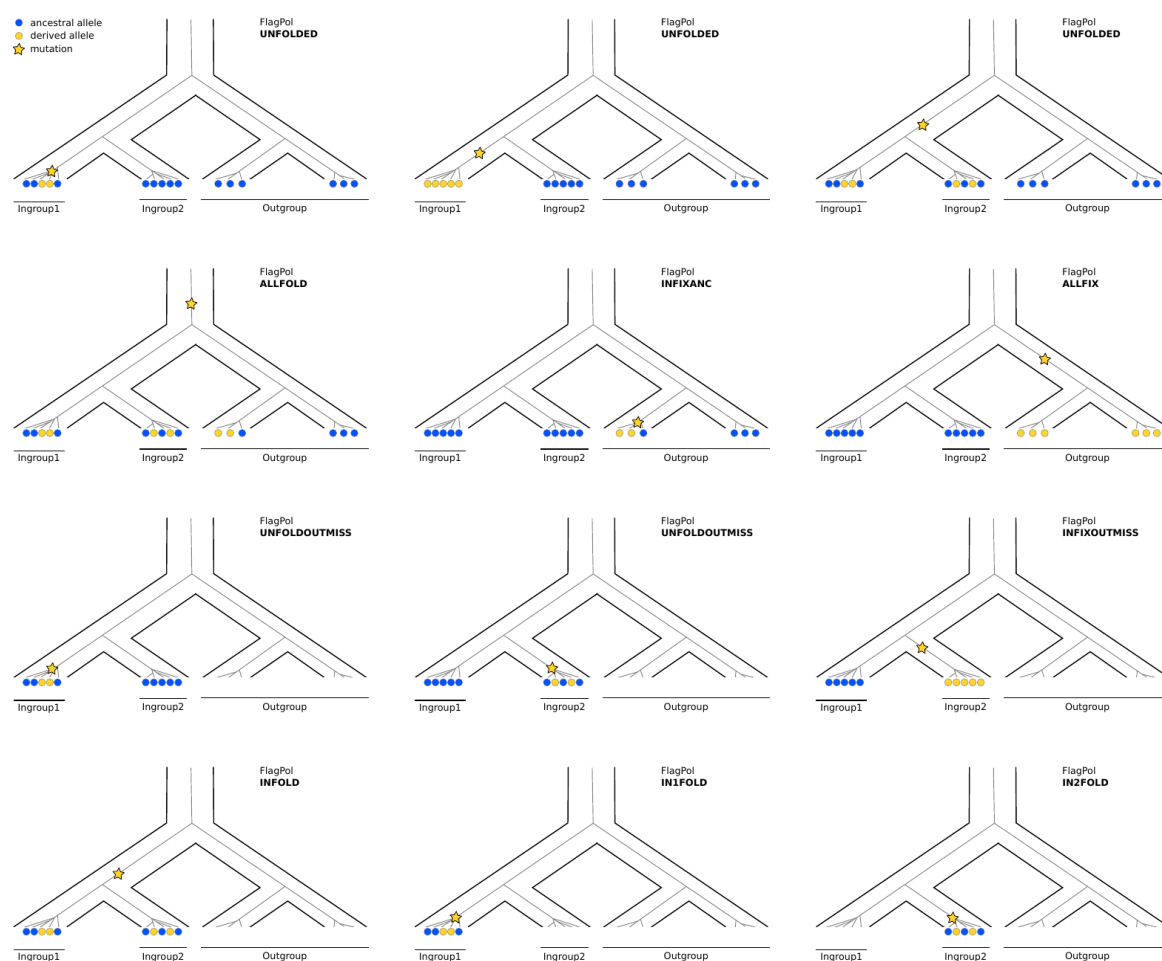 ancestral allele
derived allele
mutation
FlagPol
UNFOLDED
Ingroup1
Ingroup2
Outgroup
FlagPol
UNFOLDED
Ingroup1
Ingroup2
Outgroup
FlagPol
UNFOLDED
Ingroup1
Ingroup2
Outgroup
FlagPol
ALLFOLD
Ingroup1
Ingroup2
Outgroup
FlagPol
INFIXANC
Ingroup1
Ingroup2
Outgroup
FlagPol
ALLFIX
Ingroup1
Ingroup2
Outgroup
FlagPol
UNFOLDOUTMISS
Ingroup1
Ingroup2
Outgroup
FlagPol
UNFOLDOUTMISS
Ingroup1
Ingroup2
Outgroup
FlagPol
INFIXOUTMISS
Ingroup1
Ingroup2
Outgroup
FlagPol
INFOLD
Ingroup1
Ingroup2
Outgroup
FlagPol
IN1FOLD
Ingroup1
Ingroup2
Outgroup
FlagPol
IN2FOLD
Ingroup1
Ingroup2
Outgroup